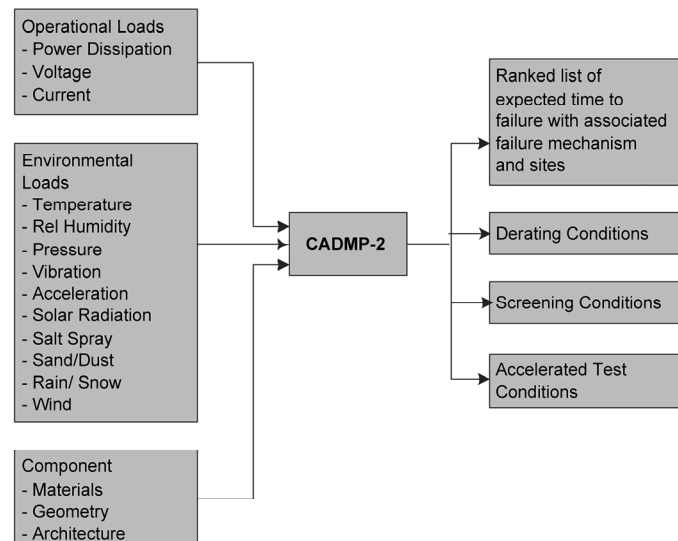 Operational Loads
- Power Dissipation
- Voltage
- Current
Environmental
Loads
- Temperature
- Rel Humidity
- Pressure
- Vibration
- Acceleration
- Solar Radiation
- Salt Spray
- Sand/Dust
- Rain/ Snow
- Wind
Component
- Materials
- Geometry
- Architecture
CADMP-2
Ranked list of
expected time to
failure with associated
failure mechanism
and sites
Derating Conditions
Screening Conditions
Accelerated Test
Conditions